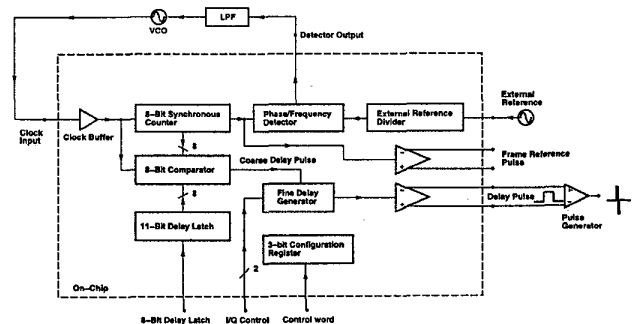 LPF
VCO
Detector Output
External
Reference
8-Bit Synchronous
Counter
Phase/Frequency
Detector
External Reference
Divider
Clock
Input
Clock Buffer
8
Coarse Delay Pulse
Frame Reference
Pulse
8-Bit Comparator
8
Fine Delay
Generator
Delay Pulse
Pulse
Generator
11-Bit Delay Latch
3-bit Configuration
Register
2
On-Chip
8-Bit Delay Latch
I/Q Control
Control word